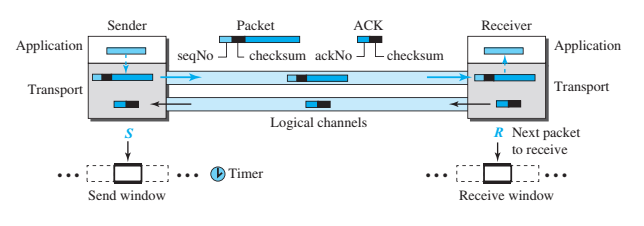 Sender Packet ACK Receiver
Application Application
seqNo checksum ackNo checksum
Transport Transport
Logical channels
S R Next packet
to receive
Timer
Send window Receive window